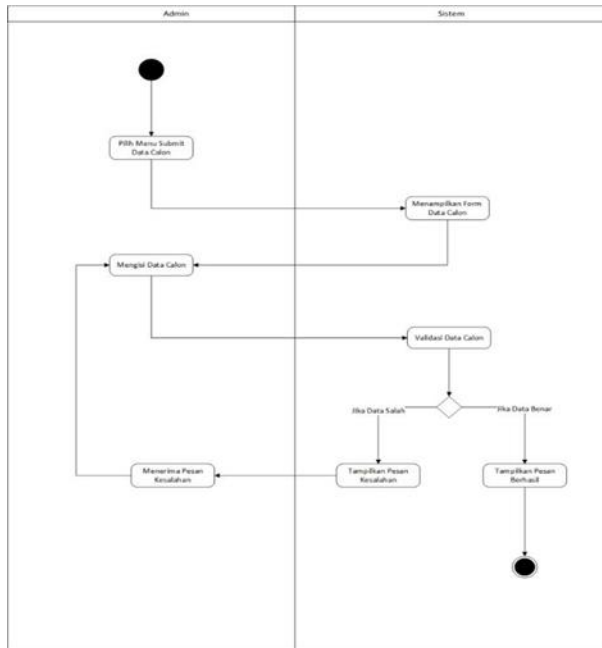 Admin
Sistem
Pilih Menu Submit
Data Calon
Menampilkan Form
Data Calon
Mengisi Data Calon
Validasi Data Calon
Jika Data Salah
Jika Data Benar
Menerima Pesan
Kesalahan
Tampilkan Pesan
Kesalahan
Tampilkan Pesan
Berhasil